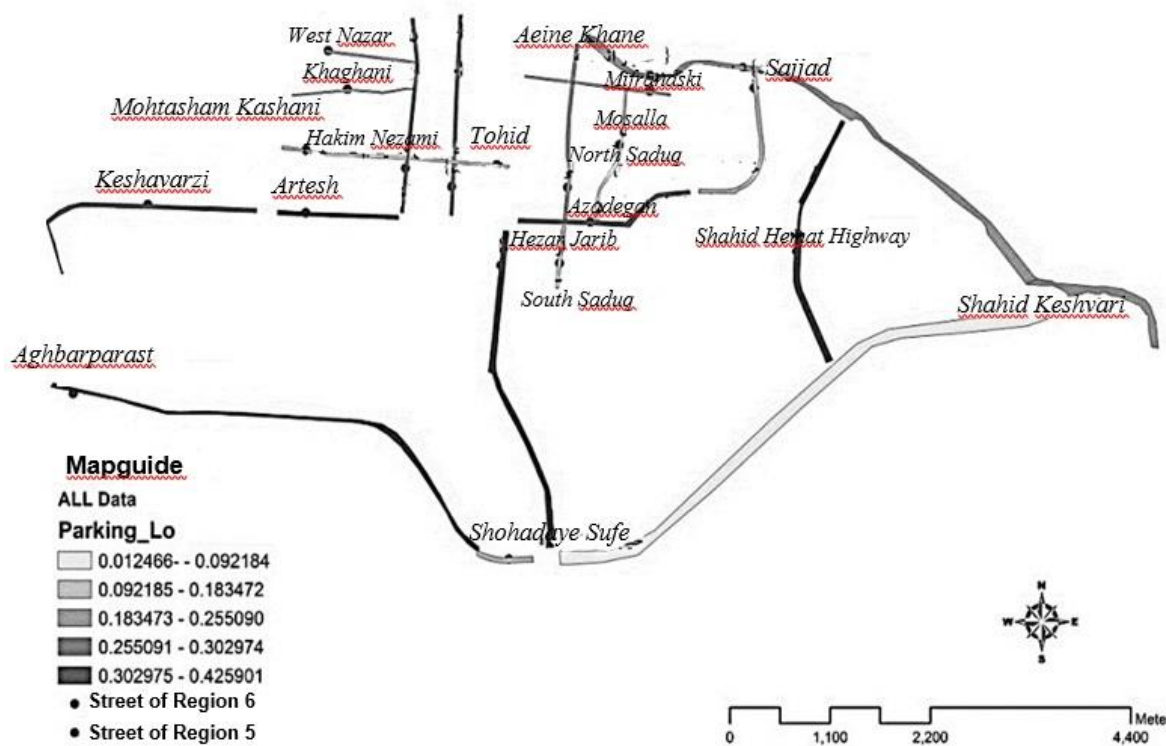 West Nazar
Aeine Khane
Khaghani
Sajjad
Mirfandaski
Mohtasham Kashani
Mosalla
Hakim Nezami
Tohid
North Sadug
Keshavarzi
Artesh
Azadegan
Hezar Jarib
Shahid Hemat Highway
South Sadug
Shahid Keshvari
Aghbarparast
Shohadaye Sufe
Mapguide
ALL Data
Parking_Lo
0.012466- - 0.092184
0.092185 - 0.183472
0.183473 - 0.255090
0.255091 - 0.302974
0.302975 - 0.425901
Street of Region 6
Street of Region 5
N
W E
S
Mete
0 1,100 2,200 4,400